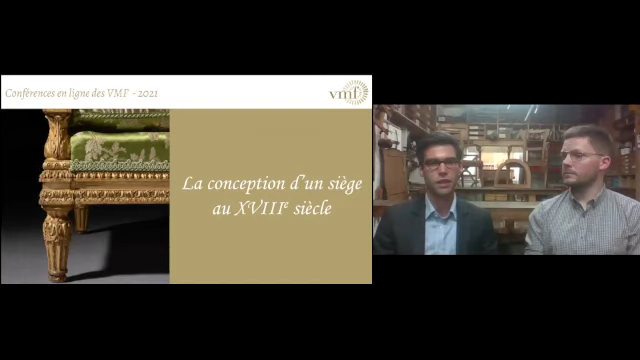 Conférences en ligne des VMF - 2021
vmf
La conception d'un siège
au XVIIIe siècle